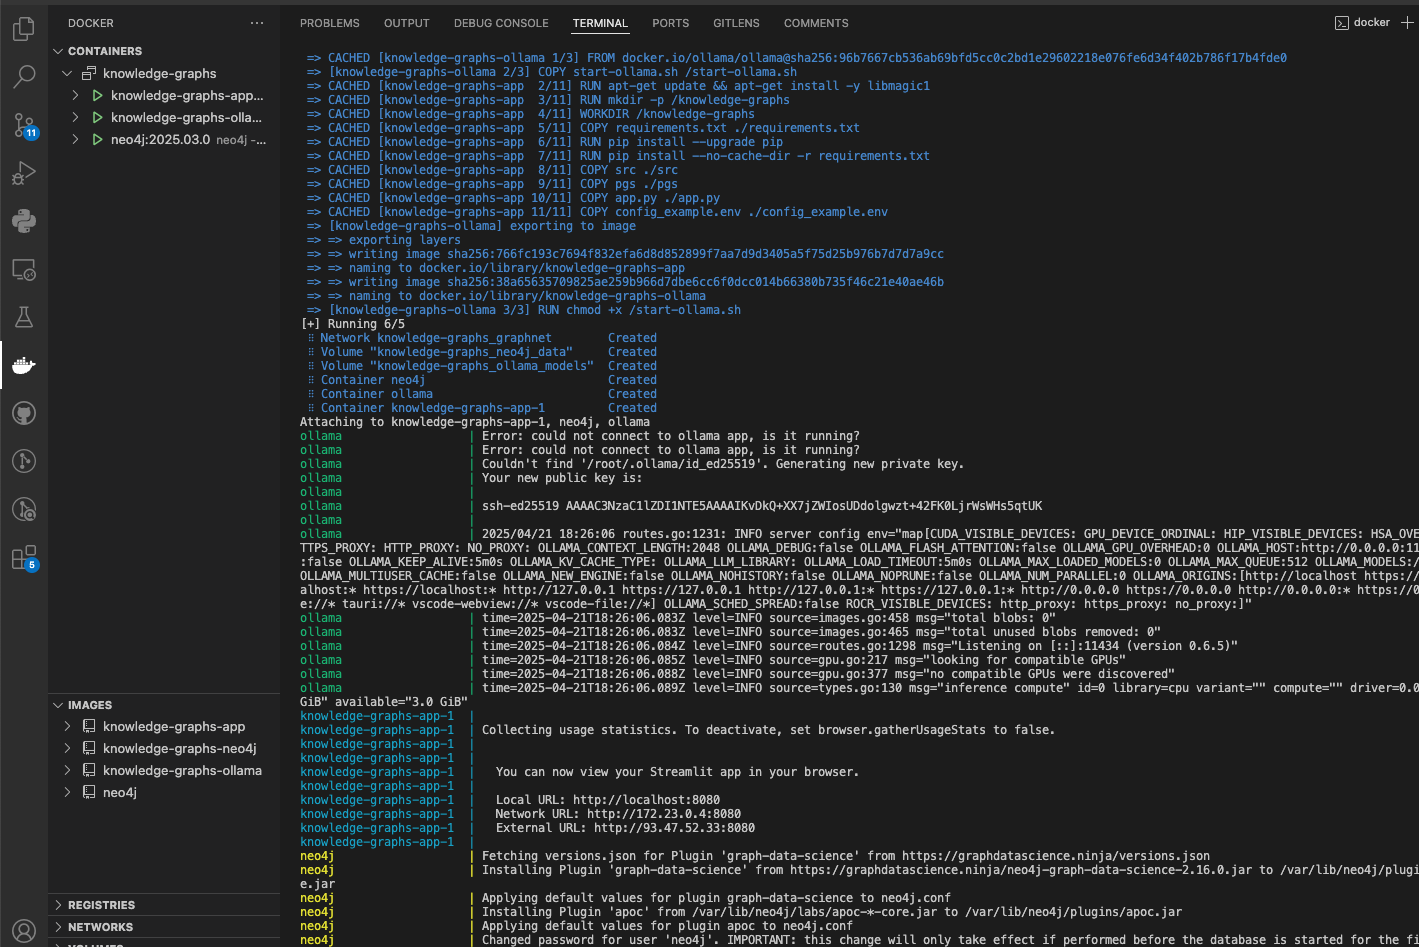 DOCKER
CONTAINERS
knowledge-graphs
knowledge-graphs-app...
knowledge-graphs-olla...
neo4j:2025.03.0 neo4j -...
11
5
IMAGES
knowledge-graphs-app
knowledge-graphs-neo4j
knowledge-graphs-ollama
neo4j
REGISTRIES
NETWORKS
PROBLEMS OUTPUT DEBUG CONSOLE TERMINAL PORTS GITLENS COMMENTS docker
=> CACHED [knowledge-graphs-ollama 1/3] FROM docker.io/ollama/ollama@sha256:96b7667cb536ab69bfd5cc0c2bd1e29602218e076fe6d34f402b786f17b4fde0
=> [knowledge-graphs-ollama 2/3] COPY start-ollama.sh /start-ollama.sh
=> CACHED [knowledge-graphs-app  2/11] RUN apt-get update && apt-get install -y libmagic1
=> CACHED [knowledge-graphs-app  3/11] RUN mkdir -p /knowledge-graphs
=> CACHED [knowledge-graphs-app  4/11] WORKDIR /knowledge-graphs
=> CACHED [knowledge-graphs-app  5/11] COPY requirements.txt ./requirements.txt
=> CACHED [knowledge-graphs-app  6/11] RUN pip install --upgrade pip
=> CACHED [knowledge-graphs-app  7/11] RUN pip install --no-cache-dir -r requirements.txt
=> CACHED [knowledge-graphs-app  8/11] COPY src ./src
=> CACHED [knowledge-graphs-app  9/11] COPY pgs ./pgs
=> CACHED [knowledge-graphs-app 10/11] COPY app.py ./app.py
=> CACHED [knowledge-graphs-app 11/11] COPY config_example.env ./config_example.env
=> [knowledge-graphs-ollama] exporting to image
=> => exporting layers
=> => writing image sha256:766fc193c7694f832efa6d8d852899f7aa7d9d3405a5f75d25b976b7d7d7a9cc
=> => naming to docker.io/library/knowledge-graphs-app
=> => writing image sha256:38a65635709825ae259b966d7dbe6cc6f0dcc014b66380b735f46c21e40ae46b
=> => naming to docker.io/library/knowledge-graphs-ollama
=> [knowledge-graphs-ollama 3/3] RUN chmod +x /start-ollama.sh
[+] Running 6/5
⠿ Network knowledge-graphs_graphnet Created
⠿ Volume "knowledge-graphs_neo4j_data" Created
⠿ Volume "knowledge-graphs_ollama_models" Created
⠿ Container neo4j Created
⠿ Container ollama Created
⠿ Container knowledge-graphs-app-1 Created
Attaching to knowledge-graphs-app-1, neo4j, ollama
ollama | Error: could not connect to ollama app, is it running?
ollama | Error: could not connect to ollama app, is it running?
ollama | Couldn't find '/root/.ollama/id_ed25519'. Generating new private key.
ollama | Your new public key is:
ollama |
ollama | ssh-ed25519 AAAAC3NzaC1lZDI1NTE5AAAAIKvDkQ+XX7jZWIosUDdolgwzt+42FK0LjrWsWHs5qtUK
ollama |
ollama | 2025/04/21 18:26:06 routes.go:1231: INFO server config env="map[CUDA_VISIBLE_DEVICES: GPU_DEVICE_ORDINAL: HIP_VISIBLE_DEVICES: HSA_OVE
TTPS_PROXY: HTTP_PROXY: NO_PROXY: OLLAMA_CONTEXT_LENGTH:2048 OLLAMA_DEBUG:false OLLAMA_FLASH_ATTENTION:false OLLAMA_GPU_OVERHEAD:0 OLLAMA_HOST:http://0.0.0.0:11
:false OLLAMA_KEEP_ALIVE:5m0s OLLAMA_KV_CACHE_TYPE: OLLAMA_LLM_LIBRARY: OLLAMA_LOAD_TIMEOUT:5m0s OLLAMA_MAX_LOADED_MODELS:0 OLLAMA_MAX_QUEUE:512 OLLAMA_MODELS:/
OLLAMA_MULTIUSER_CACHE:false OLLAMA_NEW_ENGINE:false OLLAMA_NOHISTORY:false OLLAMA_NOPRUNE:false OLLAMA_NUM_PARALLEL:0 OLLAMA_ORIGINS:[http://localhost https://
alhost:* https://localhost:* http://127.0.0.1 https://127.0.0.1 http://127.0.0.1:* https://127.0.0.1:* http://0.0.0.0 https://0.0.0.0 http://0.0.0.0:* https://0
e://* tauri://* vscode-webview://* vscode-file://*] OLLAMA_SCHED_SPREAD:false ROCR_VISIBLE_DEVICES: http_proxy: https_proxy: no_proxy:]"
ollama | time=2025-04-21T18:26:06.083Z level=INFO source=images.go:458 msg="total blobs: 0"
ollama | time=2025-04-21T18:26:06.083Z level=INFO source=images.go:465 msg="total unused blobs removed: 0"
ollama | time=2025-04-21T18:26:06.084Z level=INFO source=routes.go:1298 msg="Listening on [::]:11434 (version 0.6.5)"
ollama | time=2025-04-21T18:26:06.085Z level=INFO source=gpu.go:217 msg="looking for compatible GPUs"
ollama | time=2025-04-21T18:26:06.088Z level=INFO source=gpu.go:377 msg="no compatible GPUs were discovered"
ollama | time=2025-04-21T18:26:06.089Z level=INFO source=types.go:130 msg="inference compute" id=0 library=cpu variant="" compute="" driver=0.0
GiB" available="3.0 GiB"
knowledge-graphs-app-1 |
knowledge-graphs-app-1 | Collecting usage statistics. To deactivate, set browser.gatherUsageStats to false.
knowledge-graphs-app-1 |
knowledge-graphs-app-1 |
knowledge-graphs-app-1 | You can now view your Streamlit app in your browser.
knowledge-graphs-app-1 |
knowledge-graphs-app-1 | Local URL: http://localhost:8080
knowledge-graphs-app-1 | Network URL: http://172.23.0.4:8080
knowledge-graphs-app-1 | External URL: http://93.47.52.33:8080
knowledge-graphs-app-1 |
neo4j | Fetching versions.json for Plugin 'graph-data-science' from https://graphdatascience.ninja/versions.json
neo4j | Installing Plugin 'graph-data-science' from https://graphdatascience.ninja/neo4j-graph-data-science-2.16.0.jar to /var/lib/neo4j/plugi
e.jar
neo4j | Applying default values for plugin graph-data-science to neo4j.conf
neo4j | Installing Plugin 'apoc' from /var/lib/neo4j/labs/apoc-*-core.jar to /var/lib/neo4j/plugins/apoc.jar
neo4j | Applying default values for plugin apoc to neo4j.conf
neo4j | Changed password for user 'neo4j'. IMPORTANT: this change will only take effect if performed before the database is started for the fi